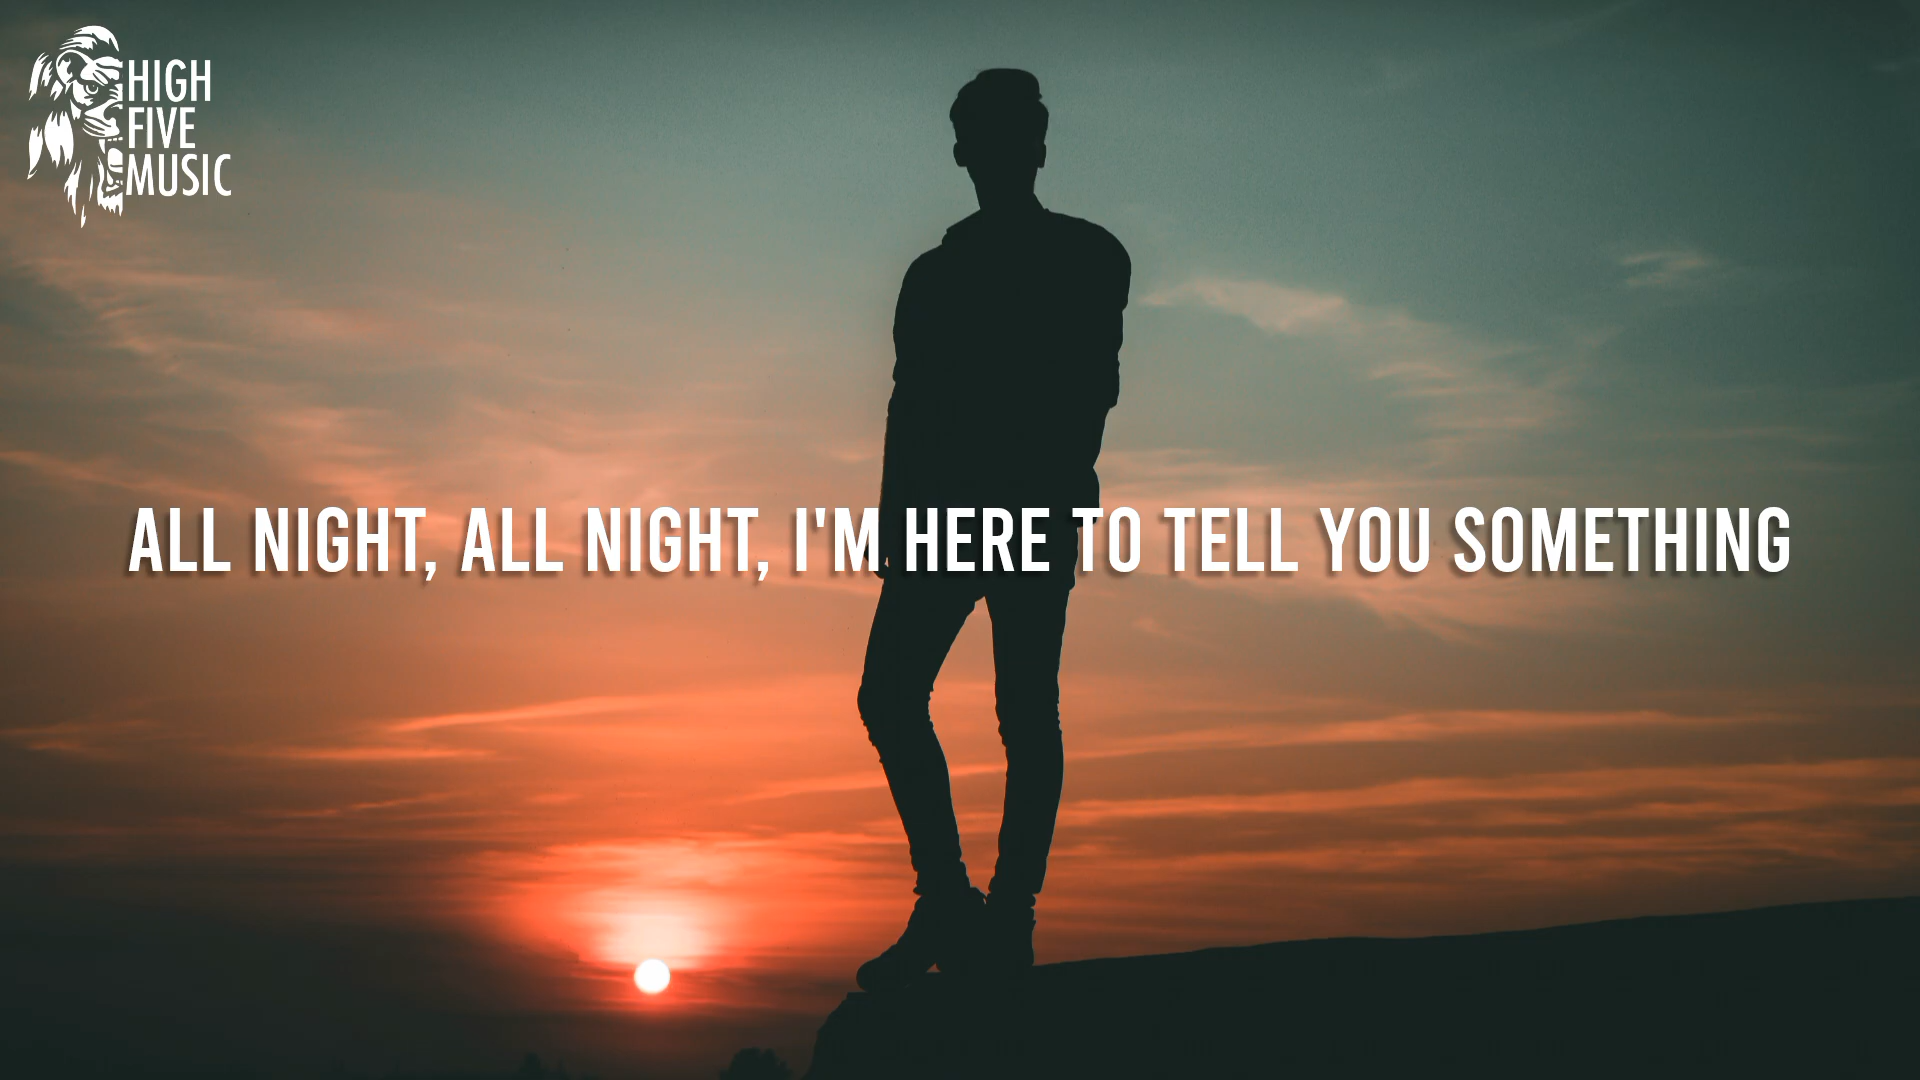 HIGH
FIVE
MUSIC
ALL NIGHT, ALL NIGHT, I'M HERE TO TELL YOU SOMETHING